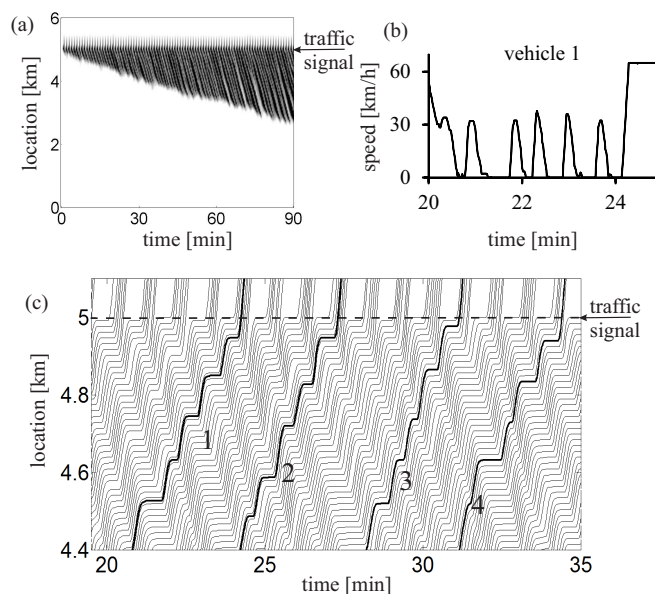 (a)
location [km]
6
4
2
0
0 30 60 90
time [min]
traffic
signal
(b)
vehicle 1
speed [km/h]
60
30
0
20 22 24
time [min]
(c)
location [km]
5
4.8
4.6
4.4
1
2
3
4
20 25 30 35
time [min]
traffic
signal